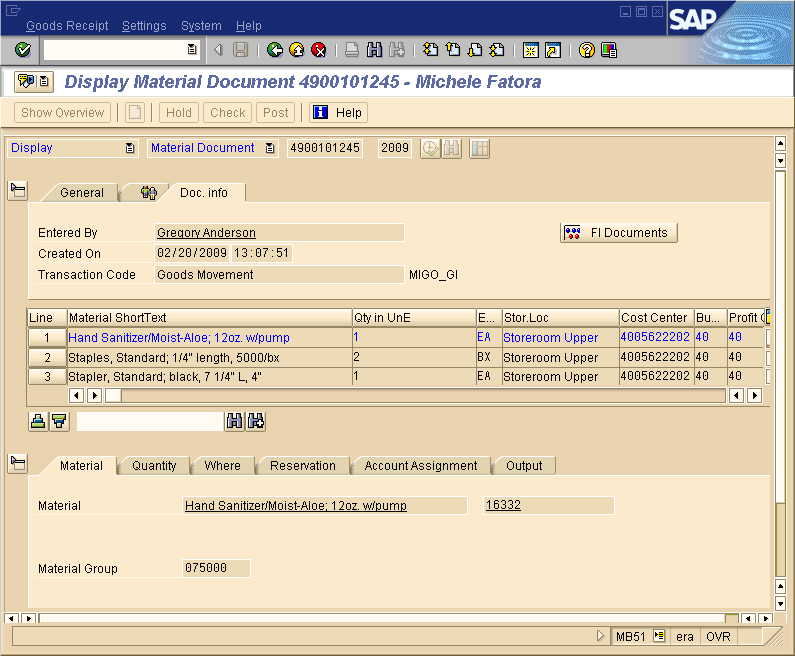 Goods Receipt Settings System Help
SAP
Display Material Document 4900101245 - Michele Fatora
Show Overview Hold Check Post Help
Display Material Document 4900101245 2009
General Doc. info
Entered By Gregory Anderson FI Documents
Created On 02/20/2009 13:07:51
Transaction Code Goods Movement MIGO_GI
Line Material ShortText Qty in UnE E... Stor.Loc Cost Center Bu... Profit
1 Hand Sanitizer/Moist-Aloe; 12oz. w/pump 1 EA Storeroom Upper 4005622202 40 40
2 Staples, Standard; 1/4" length, 5000/bx 2 BX Storeroom Upper 4005622202 40 40
3 Stapler, Standard; black, 7 1/4" L, 4" 1 EA Storeroom Upper 4005622202 40 40
Material Quantity Where Reservation Account Assignment Output
Material Hand Sanitizer/Moist-Aloe; 12oz. w/pump 16332
Material Group 075000
MB51 era OVR